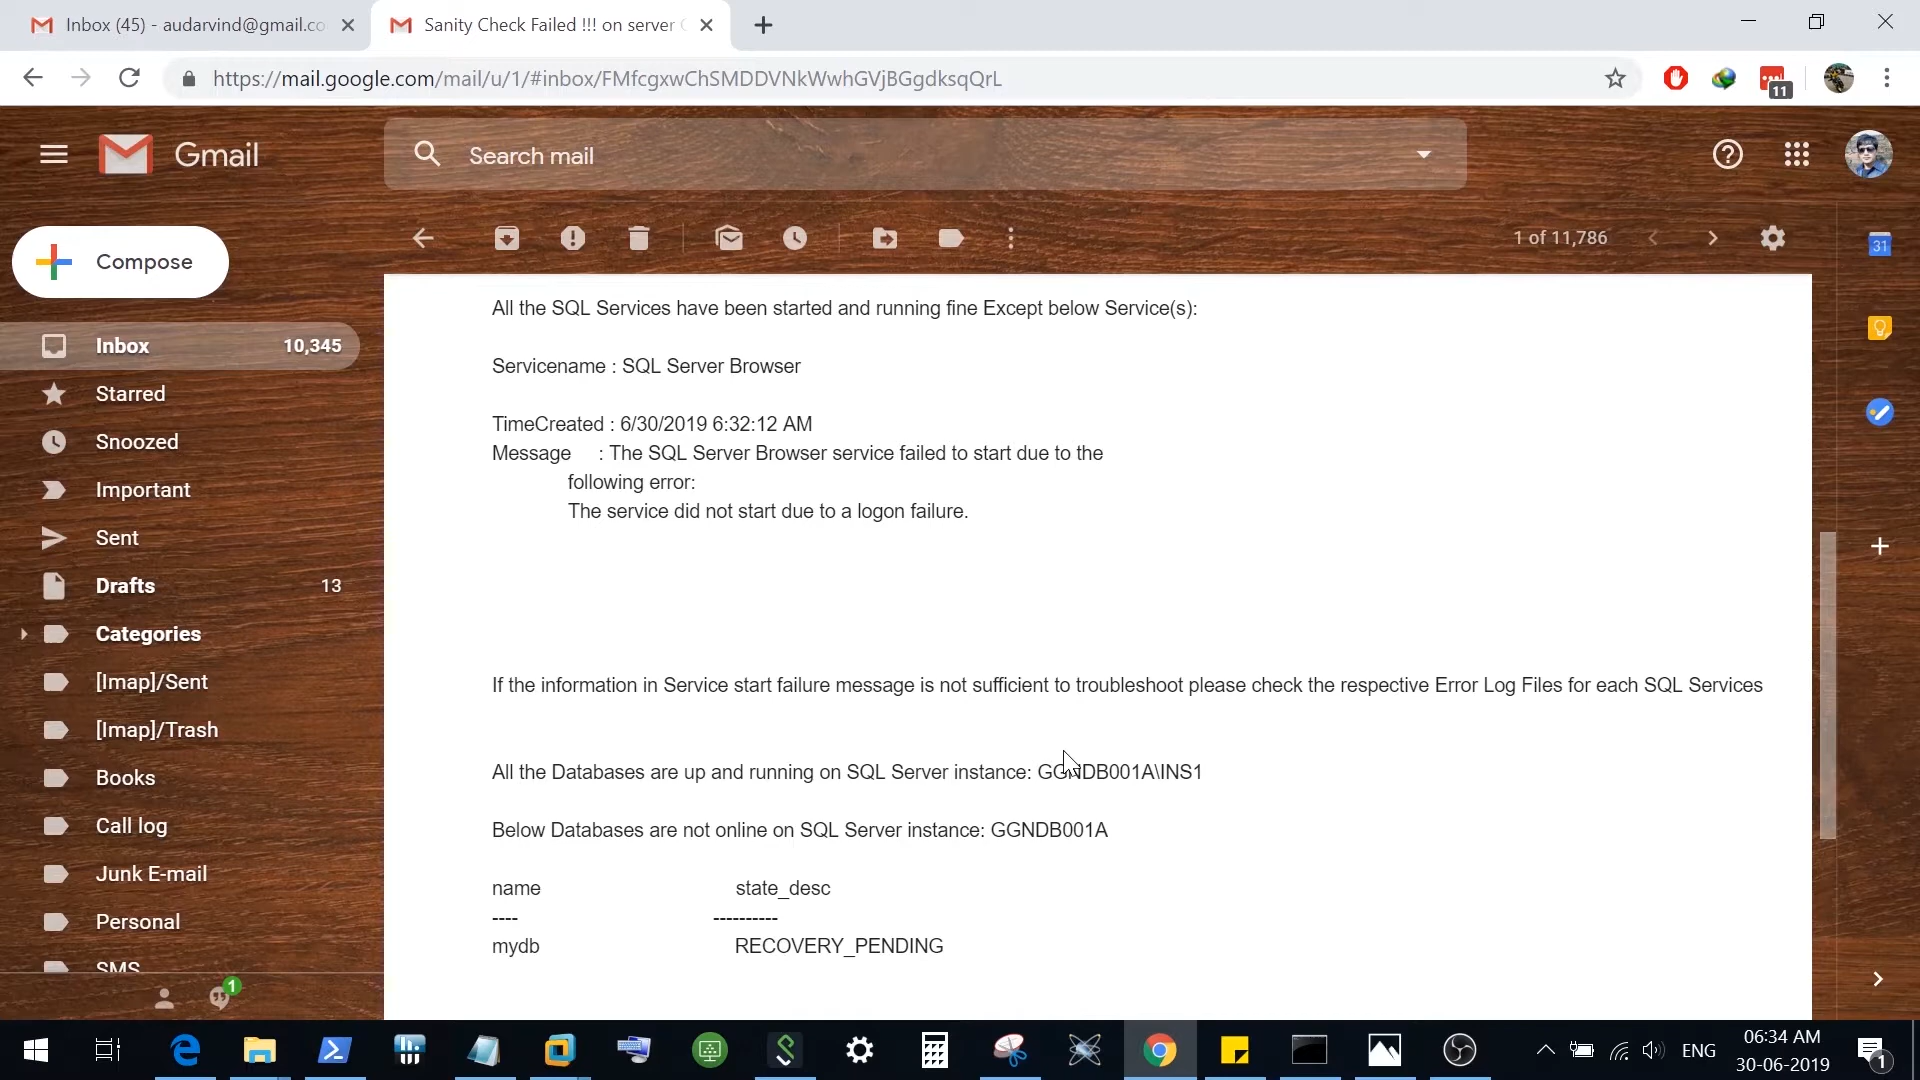 Inbox (45) - audarvind@gmail.co
Sanity Check Failed !!! on server
https://mail.google.com/mail/u/1/#inbox/FMfcgxwChSMDDVNkWwhGVjBGgdksqQrL
11
Gmail
Search mail
Compose
1 of 11,786
31
Inbox 10,345
Starred
Snoozed
Important
Sent
Drafts 13
Categories
[Imap]/Sent
[Imap]/Trash
Books
Call log
Junk E-mail
Personal
SMS
1
All the SQL Services have been started and running fine Except below Service(s):
Servicename : SQL Server Browser
TimeCreated : 6/30/2019 6:32:12 AM
Message : The SQL Server Browser service failed to start due to the
following error:
The service did not start due to a logon failure.
If the information in Service start failure message is not sufficient to troubleshoot please check the respective Error Log Files for each SQL Services
All the Databases are up and running on SQL Server instance: GGNDB001A\INS1
Below Databases are not online on SQL Server instance: GGNDB001A
name state_desc
---- ----------
mydb RECOVERY_PENDING
ENG
06:34 AM
30-06-2019
1